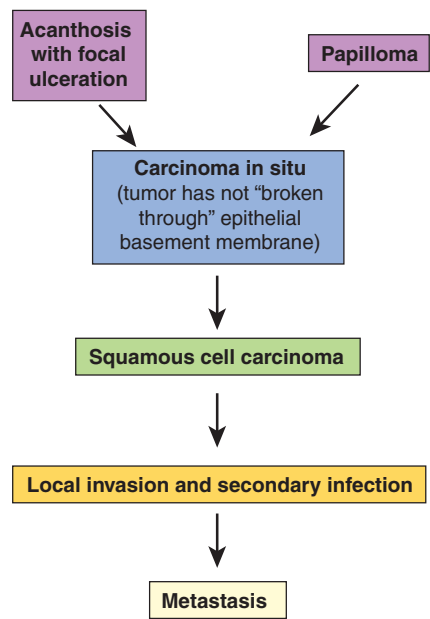 Acanthosis
with focal
ulceration
Papilloma
Carcinoma in situ
(tumor has not “broken
through” epithelial
basement membrane)
Squamous cell carcinoma
Local invasion and secondary infection
Metastasis